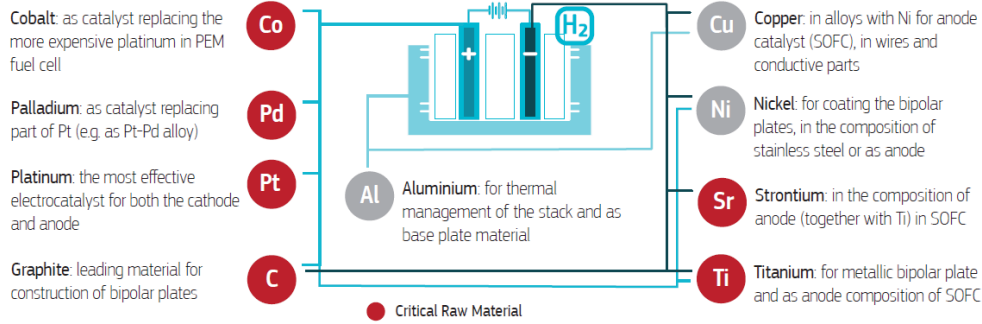 Cobalt: as catalyst replacing the
more expensive platinum in PEM
fuel cell
Co
Palladium: as catalyst replacing
part of Pt (e.g. as Pt-Pd alloy)
Pd
Platinum: the most effective
electrocatalyst for both the cathode
and anode
Pt
Graphite: leading material for
construction of bipolar plates
C
+
−
H2
Al
Aluminium: for thermal
management of the stack and as
base plate material
Cu
Copper: in alloys with Ni for anode
catalyst (SOFC), in wires and
conductive parts
Ni
Nickel: for coating the bipolar
plates, in the composition of
stainless steel or as anode
Sr
Strontium: in the composition of
anode (together with Ti) in SOFC
Ti
Titanium: for metallic bipolar plate
and as anode composition of SOFC
Critical Raw Material